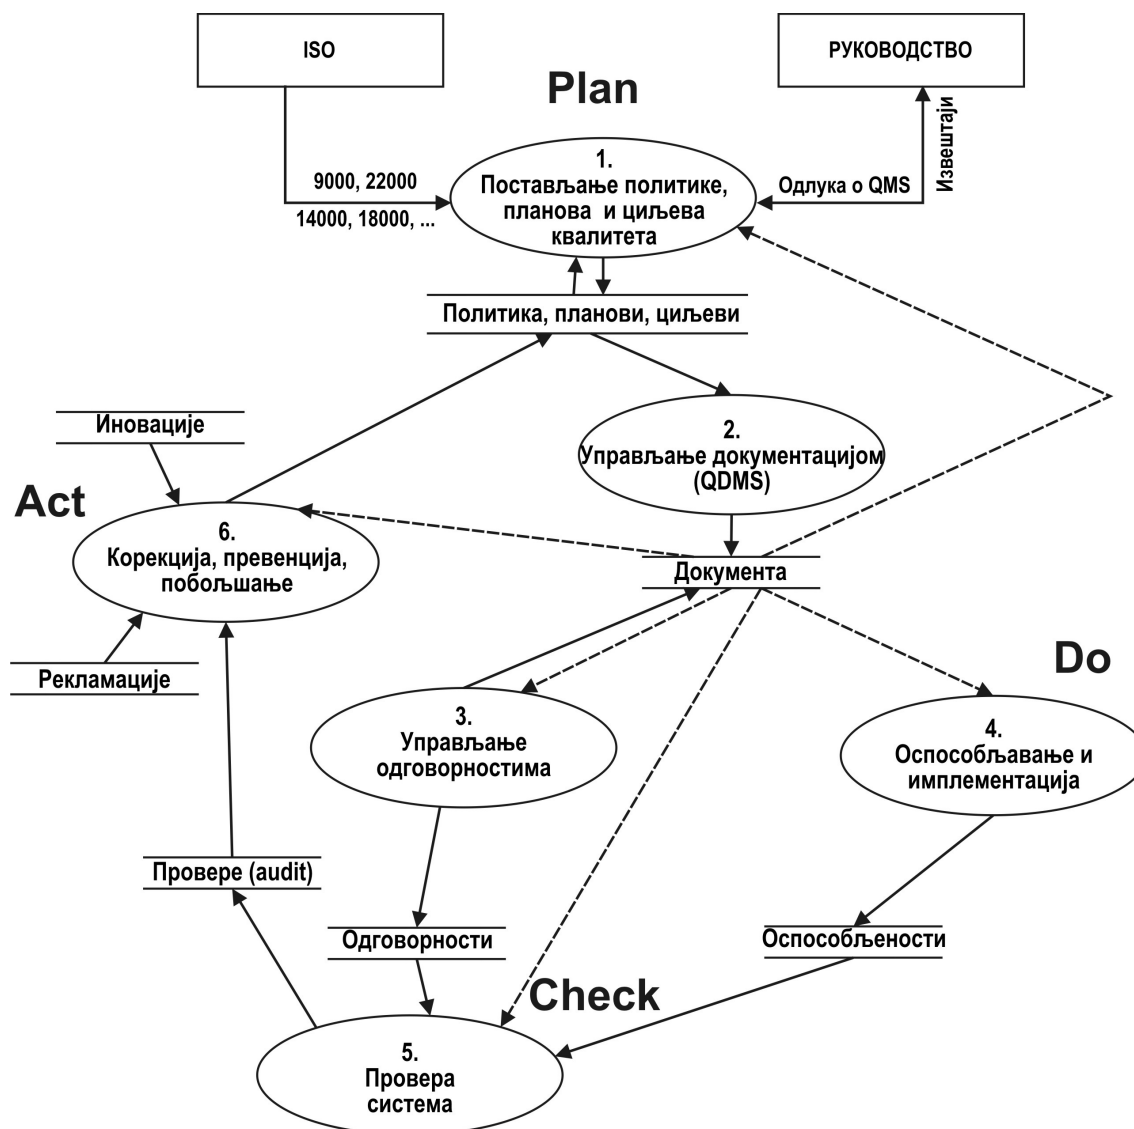 ISO
РУКОВОДСТВО
Plan
Извештаји
1.
Постављање политике,
планова и циљева
квалитета
9000, 22000
14000, 18000, ...
Одлука о QMS
Политика, планови, циљеви
Иновације
2.
Управљање документацијом
(QDMS)
Act
6.
Корекција, превенција,
побољшање
Документа
Do
Рекламације
3.
Управљање
одговорностима
4.
Оспособљавање и
имплементација
Провере (audit)
Одговорности
Оспособљености
Check
5.
Провера
система